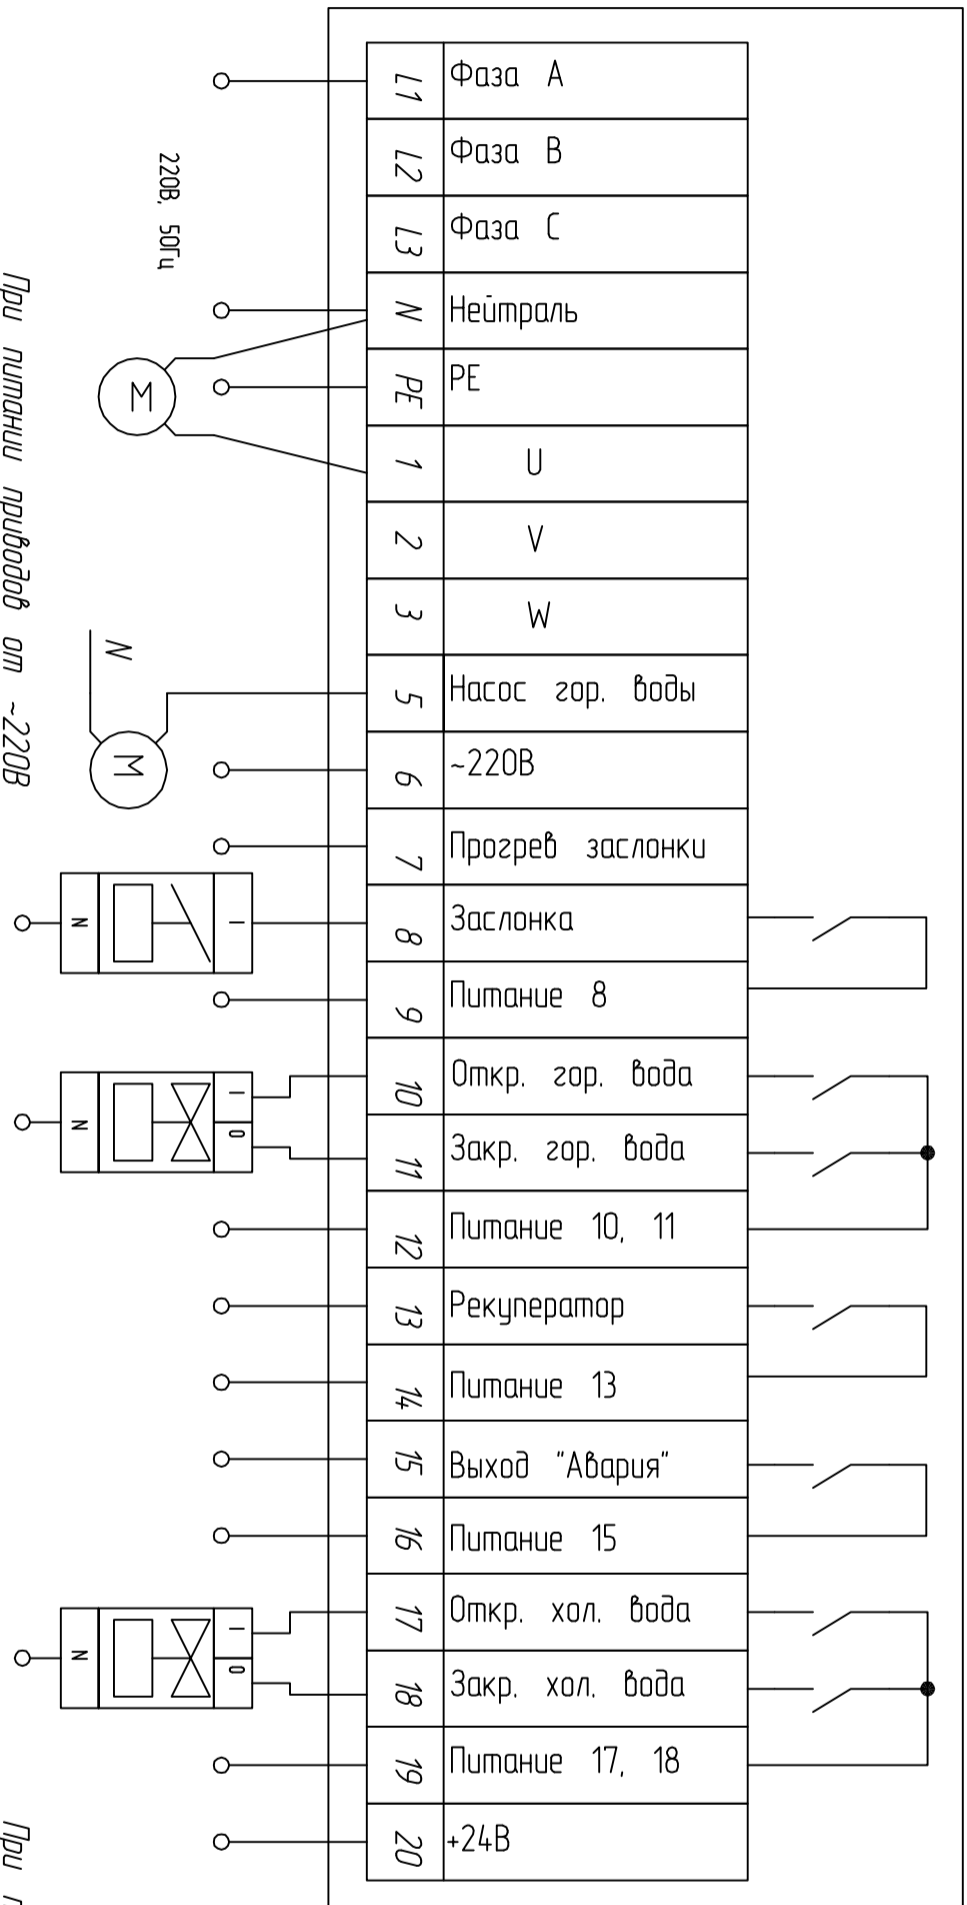 L1 Фаза А
L2 Фаза В
L3 Фаза С
N Нейтраль
PE PE
1 U
2 V
3 W
5 Насос гор. воды
6 ~220В
7 Прогрев заслонки
8 Заслонка
9 Питание 8
10 Откр. гор. вода
11 Закр. гор. вода
12 Питание 10, 11
13 Рекуператор
14 Питание 13
15 Выход "Авария"
16 Питание 15
17 Откр. хол. вода
18 Закр. хол. вода
19 Питание 17, 18
20 +24В
220В, 50Гц
M
N
M
N I
N I 0
N I 0
При питании приводов от ~220В
При